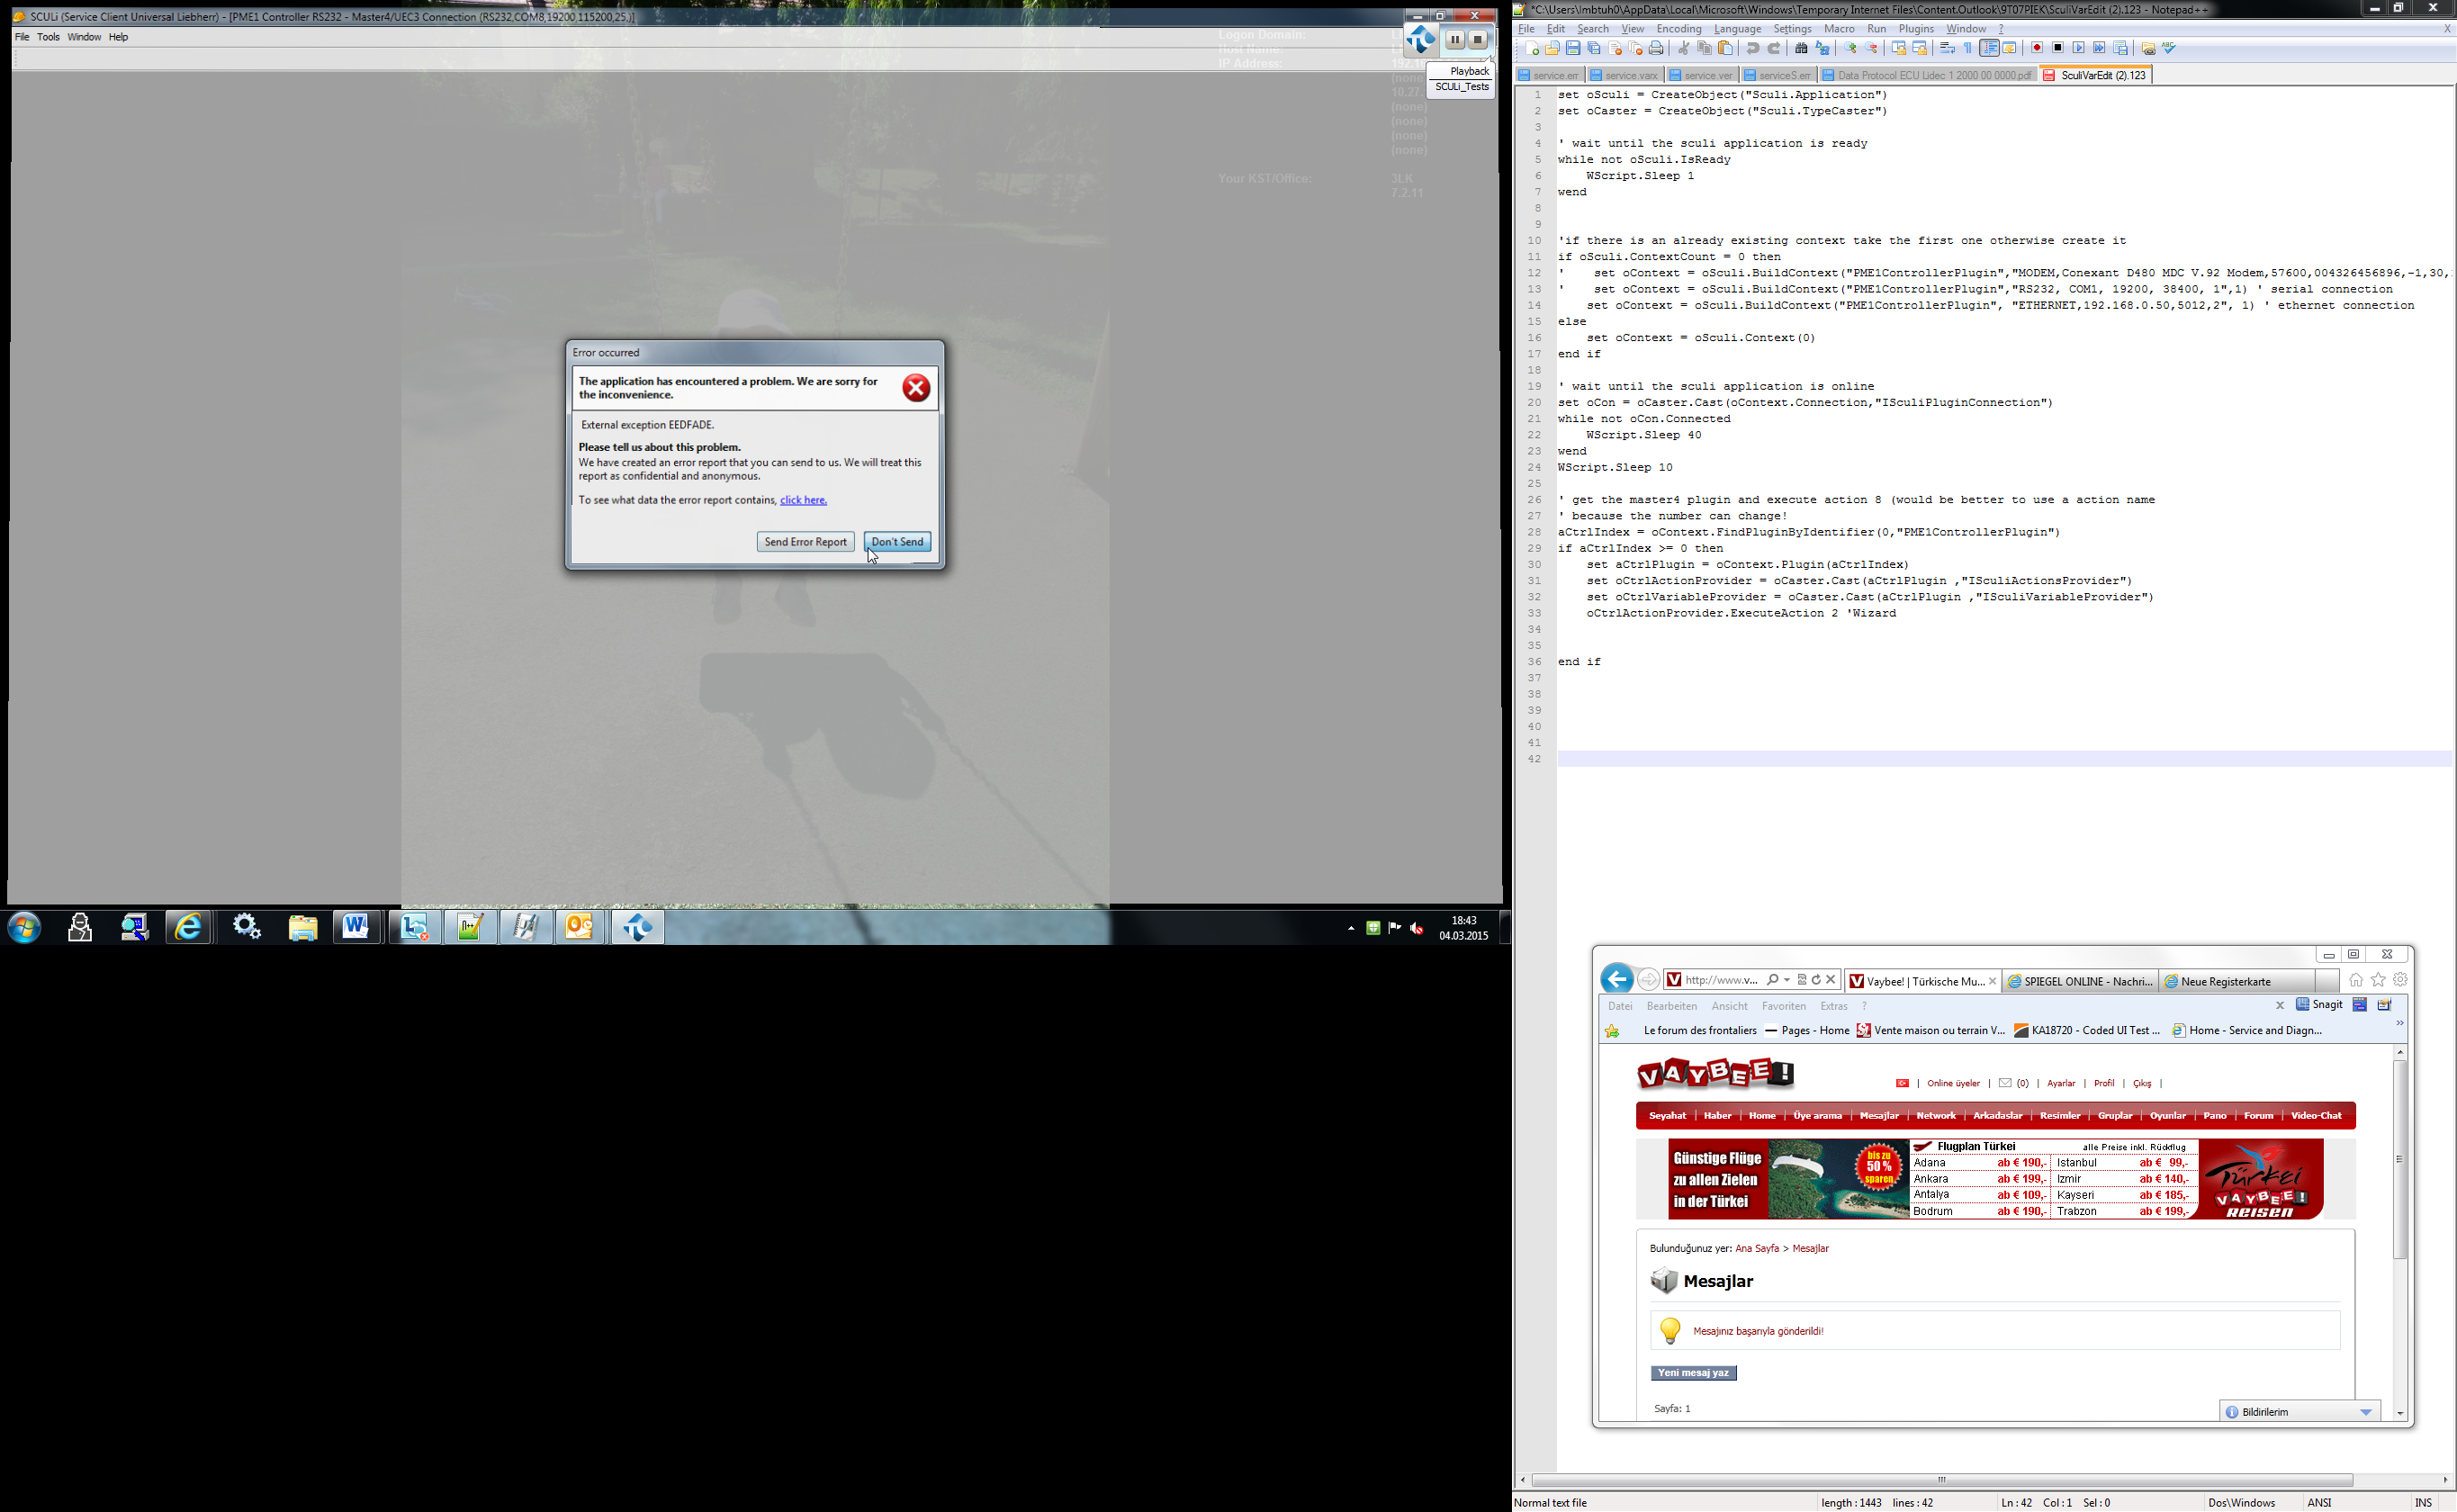 SCULi (Service Client Universal Liebherr) - [PME1 Controller RS232 - Master4/UEC3 Connection (RS232,COM8,19200,115200,25,)]
File Tools Window Help
Logon Domain:
Host Name:
IP Address:
(none)
10.27.
(none)
(none)
(none)
(none)
Your KST/Office: 3LK
7.2.11
Playback
SCULi_Tests
Error occurred
The application has encountered a problem. We are sorry for
the inconvenience.
External exception EEDFADE.
Please tell us about this problem.
We have created an error report that you can send to us. We will treat this
report as confidential and anonymous.
To see what data the error report contains, click here.
Send Error Report Don't Send
18:43
04.03.2015
*C:\Users\lmbtuh0\AppData\Local\Microsoft\Windows\Temporary Internet Files\Content.Outlook\9T07PIEK\SculiVarEdit (2).123 - Notepad++
File Edit Search View Encoding Language Settings Macro Run Plugins Window ? X
service.err service.varx service.ver serviceS.err Data Protocol ECU Lidec 1 2000 00 0000.pdf SculiVarEdit (2).123
1 set oSculi = CreateObject("Sculi.Application")
2 set oCaster = CreateObject("Sculi.TypeCaster")
3
4 ' wait until the sculi application is ready
5 while not oSculi.IsReady
6 WScript.Sleep 1
7 wend
8
9
10 'if there is an already existing context take the first one otherwise create it
11 if oSculi.ContextCount = 0 then
12 ' set oContext = oSculi.BuildContext("PME1ControllerPlugin","MODEM,Conexant D480 MDC V.92 Modem,57600,004326456896,-1,30,
13 ' set oContext = oSculi.BuildContext("PME1ControllerPlugin","RS232, COM1, 19200, 38400, 1",1) ' serial connection
14 set oContext = oSculi.BuildContext("PME1ControllerPlugin", "ETHERNET,192.168.0.50,5012,2", 1) ' ethernet connection
15 else
16 set oContext = oSculi.Context(0)
17 end if
18
19 ' wait until the sculi application is online
20 set oCon = oCaster.Cast(oContext.Connection,"ISculiPluginConnection")
21 while not oCon.Connected
22 WScript.Sleep 40
23 wend
24 WScript.Sleep 10
25
26 ' get the master4 plugin and execute action 8 (would be better to use a action name
27 ' because the number can change!
28 aCtrlIndex = oContext.FindPluginByIdentifier(0,"PME1ControllerPlugin")
29 if aCtrlIndex >= 0 then
30 set aCtrlPlugin = oContext.Plugin(aCtrlIndex)
31 set oCtrlActionProvider = oCaster.Cast(aCtrlPlugin ,"ISculiActionsProvider")
32 set oCtrlVariableProvider = oCaster.Cast(aCtrlPlugin ,"ISculiVariableProvider")
33 oCtrlActionProvider.ExecuteAction 2 'Wizard
34
35
36 end if
37
38
39
40
41
42
http://www.v... Vaybee! | Türkische Mu... SPIEGEL ONLINE - Nachri... Neue Registerkarte
Datei Bearbeiten Ansicht Favoriten Extras ? x Snagit
Le forum des frontaliers Pages - Home Vente maison ou terrain V... KA18720 - Coded UI Test ... Home - Service and Diagn...
VAYBEE!
| Online üyeler | (0) | Ayarlar | Profil | Çıkış |
Seyahat | Haber | Home | Üye arama | Mesajlar | Network | Arkadaslar | Resimler | Gruplar | Oyunlar | Pano | Forum | Video-Chat
Günstige Flüge
zu allen Zielen
in der Türkei
bis zu
50 %
sparen
Flugplan Türkei alle Preise inkl. Rückflug
Adana ab € 190,- Istanbul ab € 99,-
Ankara ab € 199,- Izmir ab € 140,-
Antalya ab € 109,- Kayseri ab € 185,-
Bodrum ab € 190,- Trabzon ab € 199,-
Türkei
VAYBEE!
REISEN
Bulunduğunuz yer: Ana Sayfa > Mesajlar
Mesajlar
Mesajınız başarıyla gönderildi!
Yeni mesaj yaz
Sayfa: 1
Bildirilerim
Normal text file length : 1443 lines : 42 Ln : 42 Col : 1 Sel : 0 Dos\Windows ANSI INS